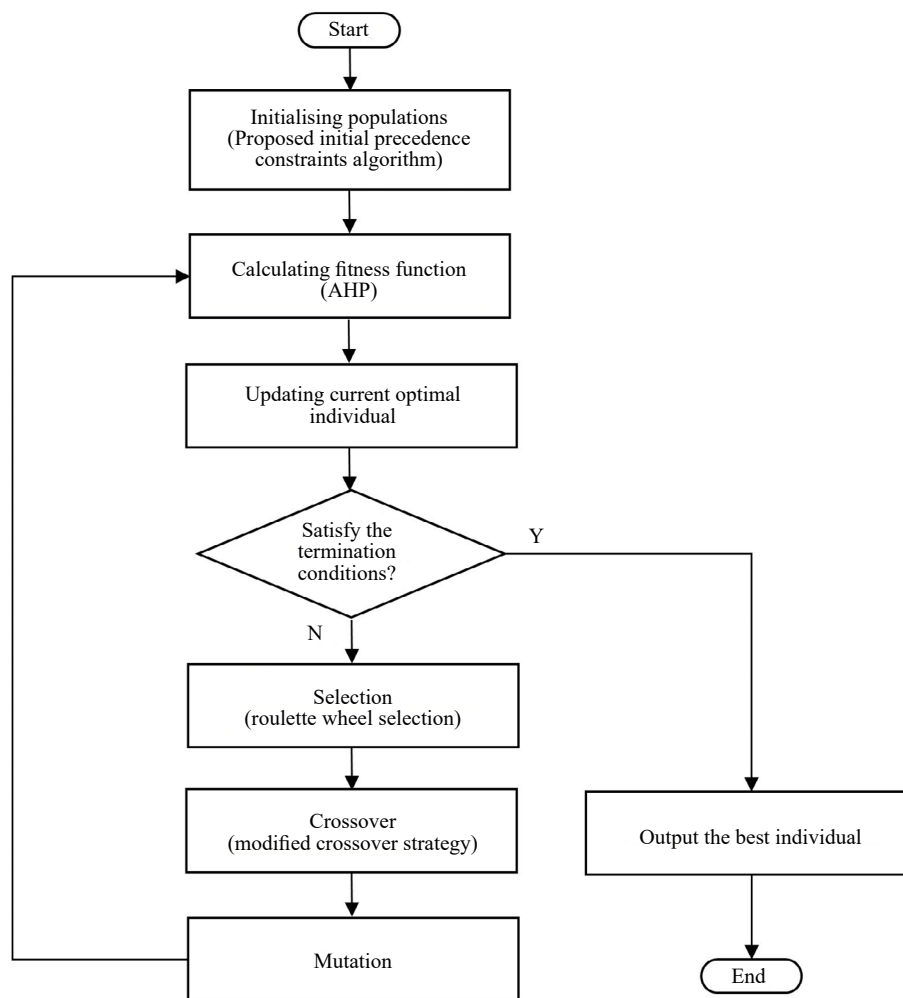 Start
Initialising populations
(Proposed initial precedence
constraints algorithm)
Calculating fitness function
(AHP)
Updating current optimal
individual
Satisfy the
termination
conditions?
Y
N
Selection
(roulette wheel selection)
Crossover
(modified crossover strategy)
Output the best individual
Mutation
End